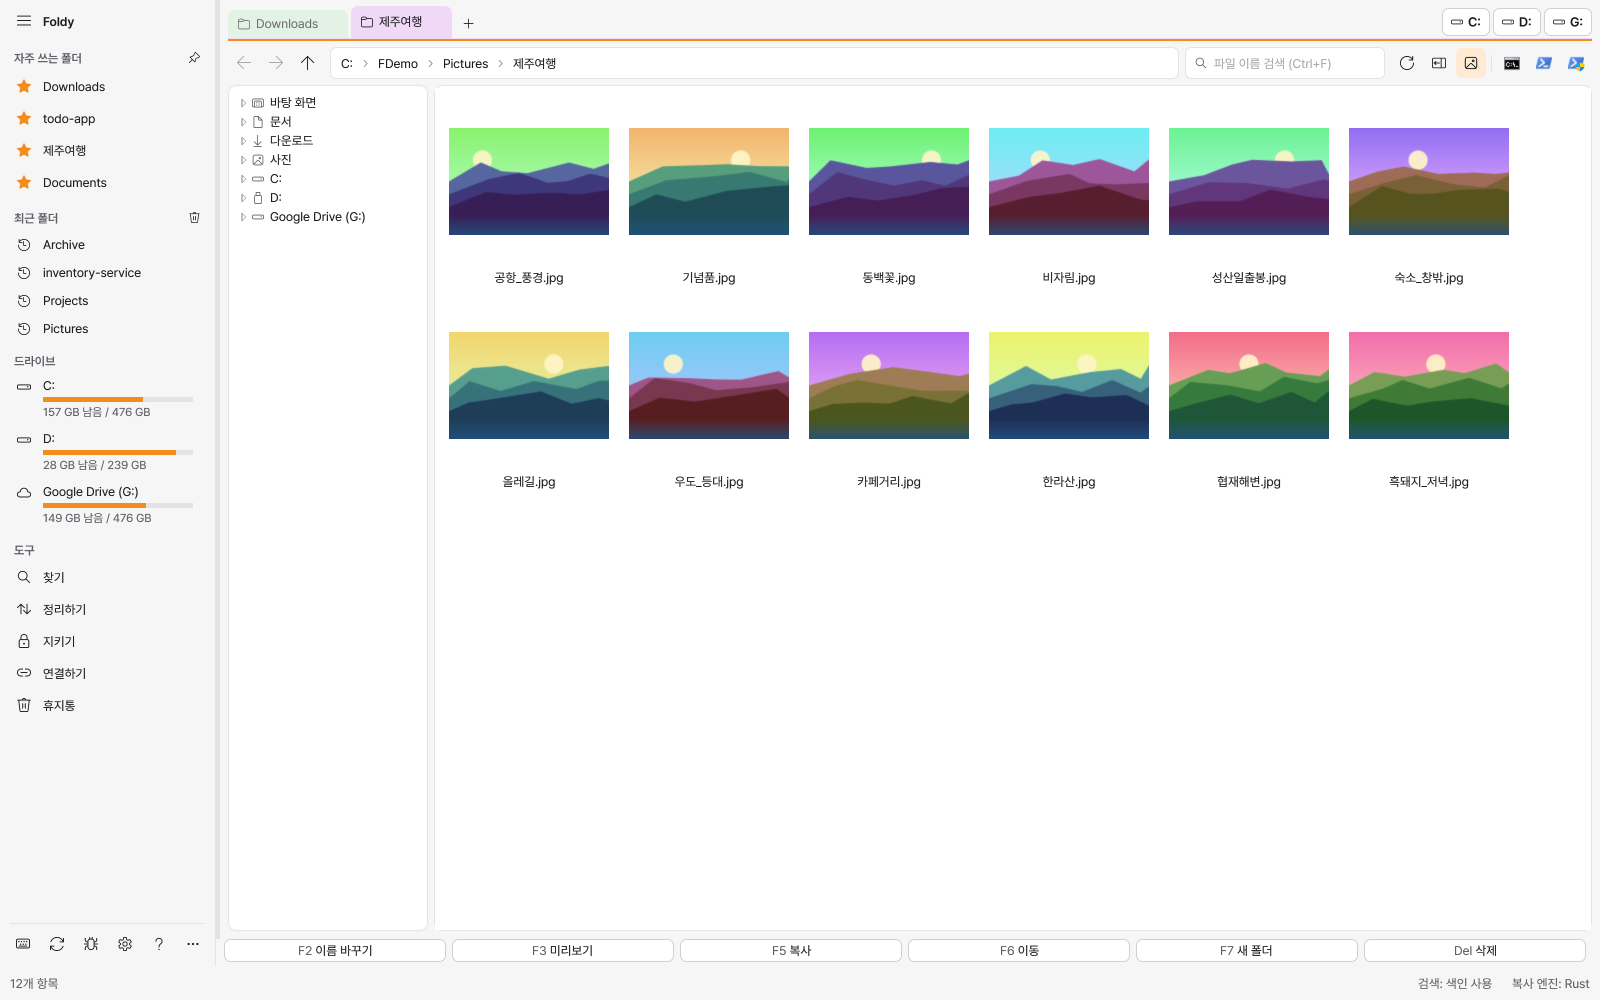 Foldy
자주 쓰는 폴더
Downloads
todo-app
제주여행
Documents
최근 폴더
Archive
inventory-service
Projects
Pictures
드라이브
C:
157 GB 남음 / 476 GB
D:
28 GB 남음 / 239 GB
Google Drive (G:)
149 GB 남음 / 476 GB
도구
찾기
정리하기
지키기
연결하기
휴지통
Downloads
제주여행
C:
D:
G:
C: > FDemo > Pictures > 제주여행
파일 이름 검색 (Ctrl+F)
바탕 화면
문서
다운로드
사진
C:
D:
Google Drive (G:)
공항_풍경.jpg
기념품.jpg
동백꽃.jpg
비자림.jpg
성산일출봉.jpg
숙소_창밖.jpg
올레길.jpg
우도_등대.jpg
카페거리.jpg
한라산.jpg
협재해변.jpg
흑돼지_저녁.jpg
F2 이름 바꾸기
F3 미리보기
F5 복사
F6 이동
F7 새 폴더
Del 삭제
12개 항목
검색: 색인 사용
복사 엔진: Rust